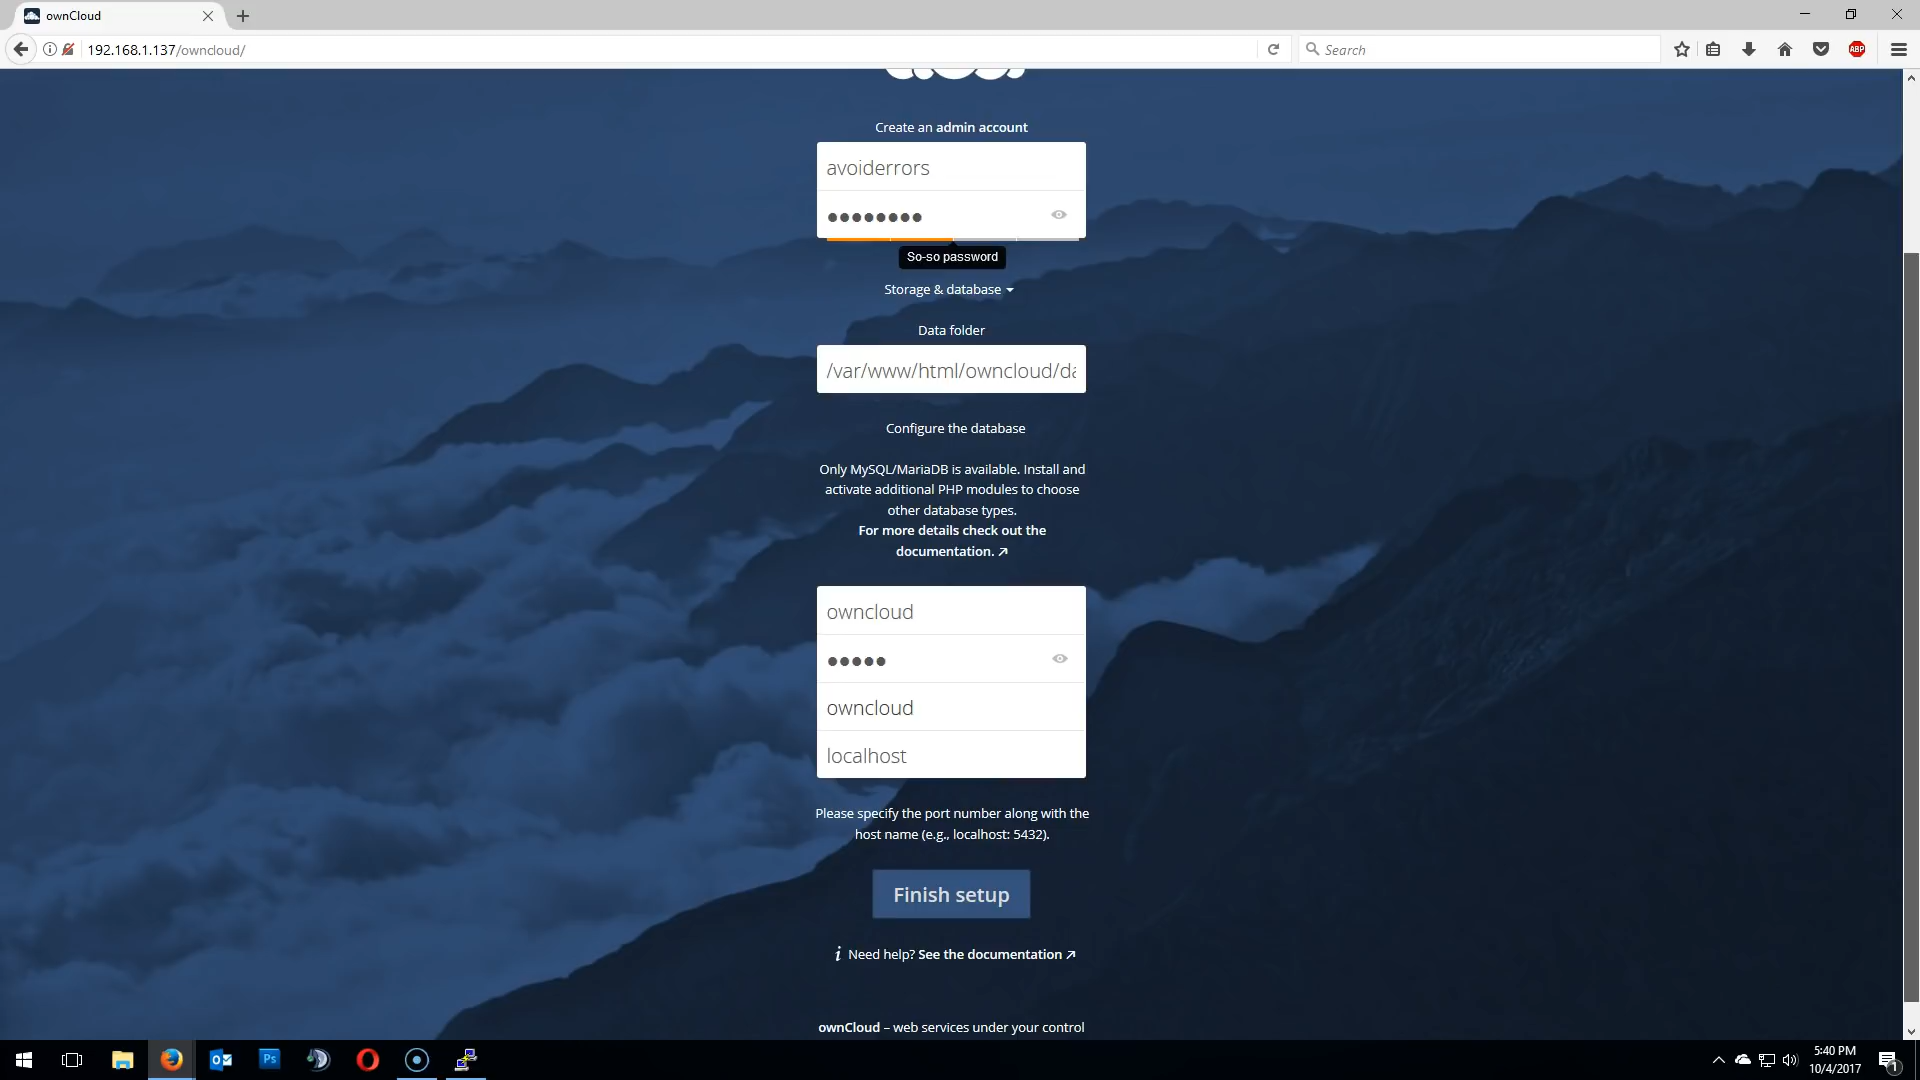 ownCloud
192.168.1.137/owncloud/
Search
ABP
Create an admin account
avoiderrors
●●●●●●●●
So-so password
Storage & database
Data folder
/var/www/html/owncloud/da
Configure the database
Only MySQL/MariaDB is available. Install and
activate additional PHP modules to choose
other database types.
For more details check out the
documentation. ↗
owncloud
●●●●●
owncloud
localhost
Please specify the port number along with the
host name (e.g., localhost: 5432).
Finish setup
i Need help? See the documentation ↗
ownCloud – web services under your control
Ps
5:40 PM
10/4/2017
1